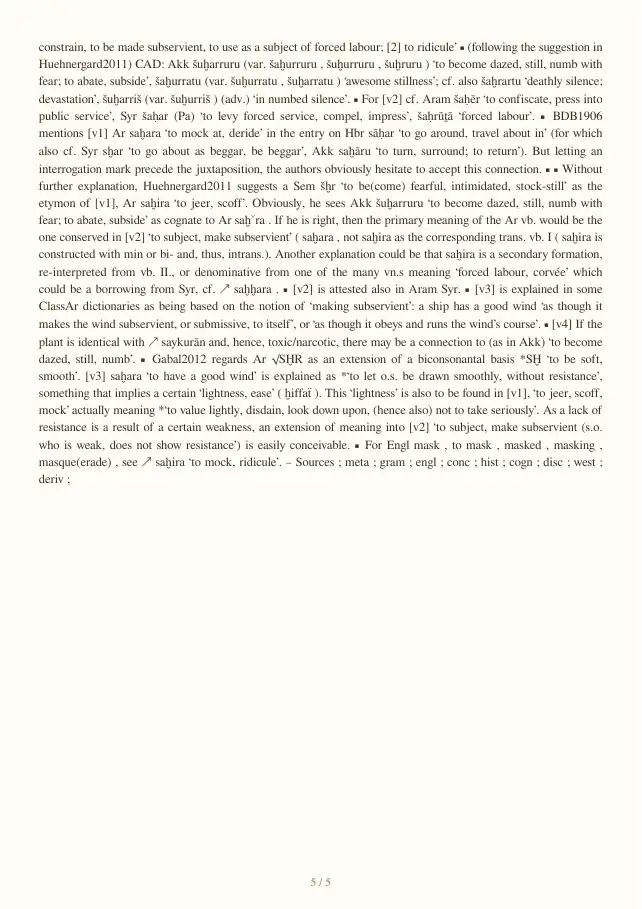 constrain, to be made subservient, to use as a subject of forced labour; [2] to ridicule’ ▪ (following the suggestion in
Huehnergard2011) CAD: Akk šuḫarruru (var. šaḫurruru , šuḫurruru , šuḫruru ) ‘to become dazed, still, numb with
fear; to abate, subside’, šaḫurratu (var. šuḫurratu , šuḫarratu ) ‘awesome stillness’; cf. also šaḫrartu ‘deathly silence;
devastation’, šuḫarriš (var. šuḫurriš ) (adv.) ‘in numbed silence’. ▪ For [v2] cf. Aram šaḥēr ‘to confiscate, press into
public service’, Syr šaḥar (Pa) ‘to levy forced service, compel, impress’, šaḥrūṯā ‘forced labour’. ▪ BDB1906
mentions [v1] Ar saḫara ‘to mock at, deride’ in the entry on Hbr sāḥar ‘to go around, travel about in’ (for which
also cf. Syr sḥar ‘to go about as beggar, be beggar’, Akk saḫāru ‘to turn, surround; to return’). But letting an
interrogation mark precede the juxtaposition, the authors obviously hesitate to accept this connection. ▪ ▪ Without
further explanation, Huehnergard2011 suggests a Sem šḫr ‘to be(come) fearful, intimidated, stock-still’ as the
etymon of [v1], Ar saḫira ‘to jeer, scoff’. Obviously, he sees Akk šuḫarruru ‘to become dazed, still, numb with
fear; to abate, subside’ as cognate to Ar saḫ˘ra . If he is right, then the primary meaning of the Ar vb. would be the
one conserved in [v2] ‘to subject, make subservient’ ( saḫara , not saḫira as the corresponding trans. vb. I ( saḫira is
constructed with min or bi- and, thus, intrans.). Another explanation could be that saḫira is a secondary formation,
re-interpreted from vb. II., or denominative from one of the many vn.s meaning ‘forced labour, corvée’ which
could be a borrowing from Syr, cf. ↗ saḫḫara . ▪ [v2] is attested also in Aram Syr. ▪ [v3] is explained in some
ClassAr dictionaries as being based on the notion of ‘making subservient’: a ship has a good wind ‘as though it
makes the wind subservient, or submissive, to itself’, or ‘as though it obeys and runs the wind’s course’. ▪ [v4] If the
plant is identical with ↗ saykurān and, hence, toxic/narcotic, there may be a connection to (as in Akk) ‘to become
dazed, still, numb’. ▪ Gabal2012 regards Ar √SḪR as an extension of a biconsonantal basis *SḪ ‘to be soft,
smooth’. [v3] saḫara ‘to have a good wind’ is explained as *‘to let o.s. be drawn smoothly, without resistance’,
something that implies a certain ‘lightness, ease’ ( ḫiffaẗ ). This ‘lightness’ is also to be found in [v1], ‘to jeer, scoff,
mock’ actually meaning *‘to value lightly, disdain, look down upon, (hence also) not to take seriously’. As a lack of
resistance is a result of a certain weakness, an extension of meaning into [v2] ‘to subject, make subservient (s.o.
who is weak, does not show resistance’) is easily conceivable. ▪ For Engl mask , to mask , masked , masking ,
masque(erade) , see ↗ saḫira ‘to mock, ridicule’. – Sources ; meta ; gram ; engl ; conc ; hist ; cogn ; disc ; west ;
deriv ;
5 / 5